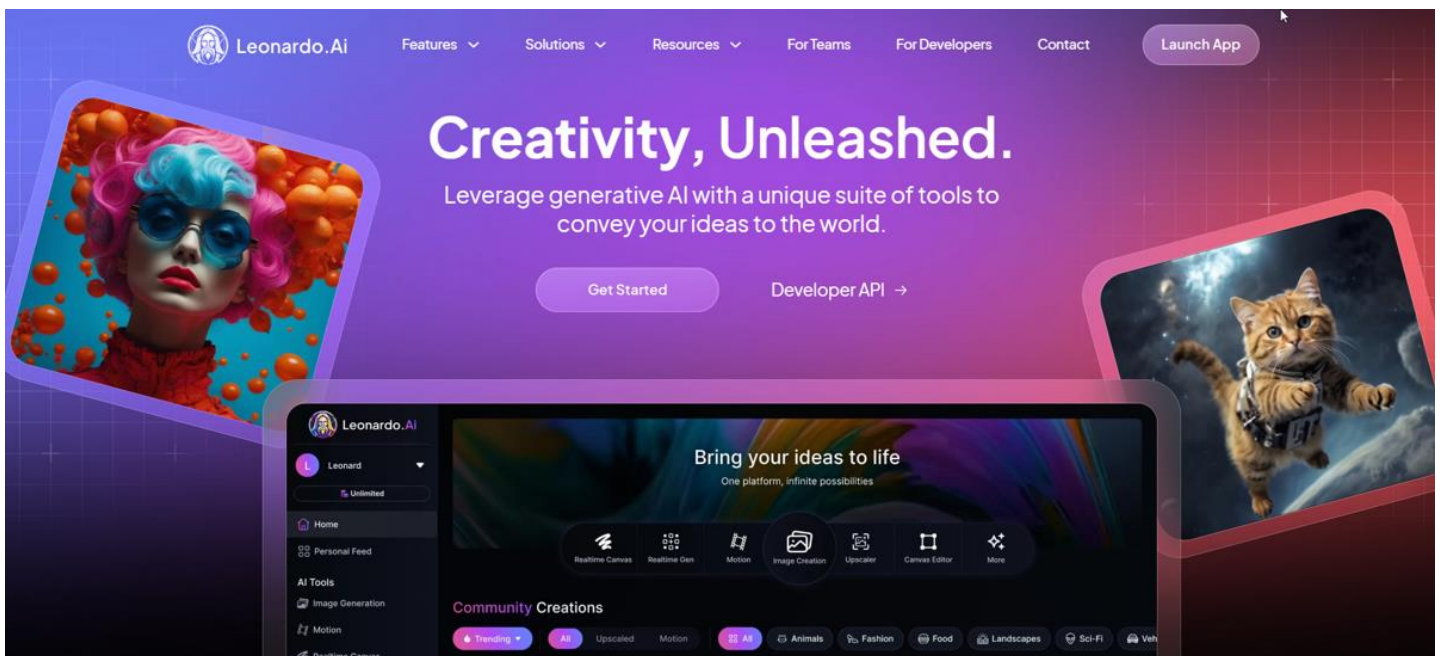 Leonardo.Ai
Features
Solutions
Resources
For Teams
For Developers
Contact
Launch App
Creativity, Unleashed.
Leverage generative AI with a unique suite of tools to
convey your ideas to the world.
Get Started
Developer API →
Leonardo.Ai
L Leonard
Unlimited
Home
Personal Feed
AI Tools
Image Generation
Motion
Realtime Canvas
Bring your ideas to life
One platform, infinite possibilities
Realtime Canvas
Realtime Gen
Motion
Image Creation
Upscaler
Canvas Editor
More
Community Creations
Trending
All
Upscaled
Motion
All
Animals
Fashion
Food
Landscapes
Sci-Fi
Veh